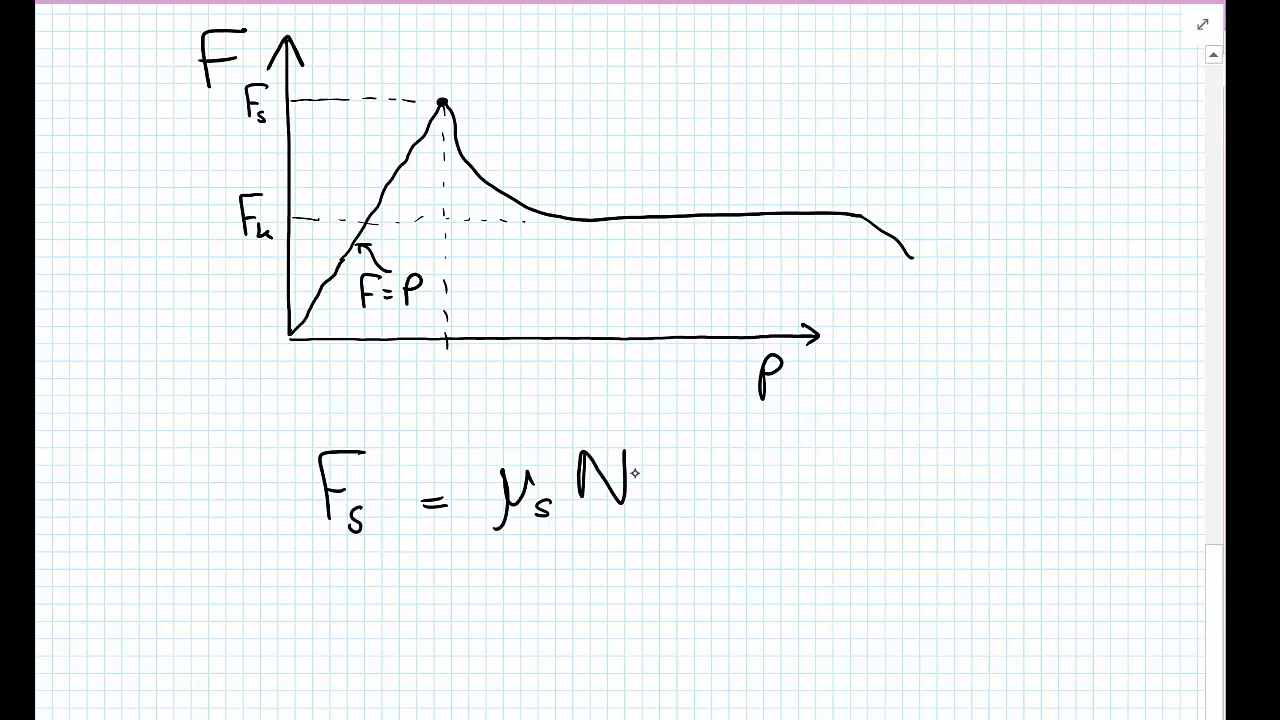 F
Fs
Fk
F = P
P
Fs = μs N